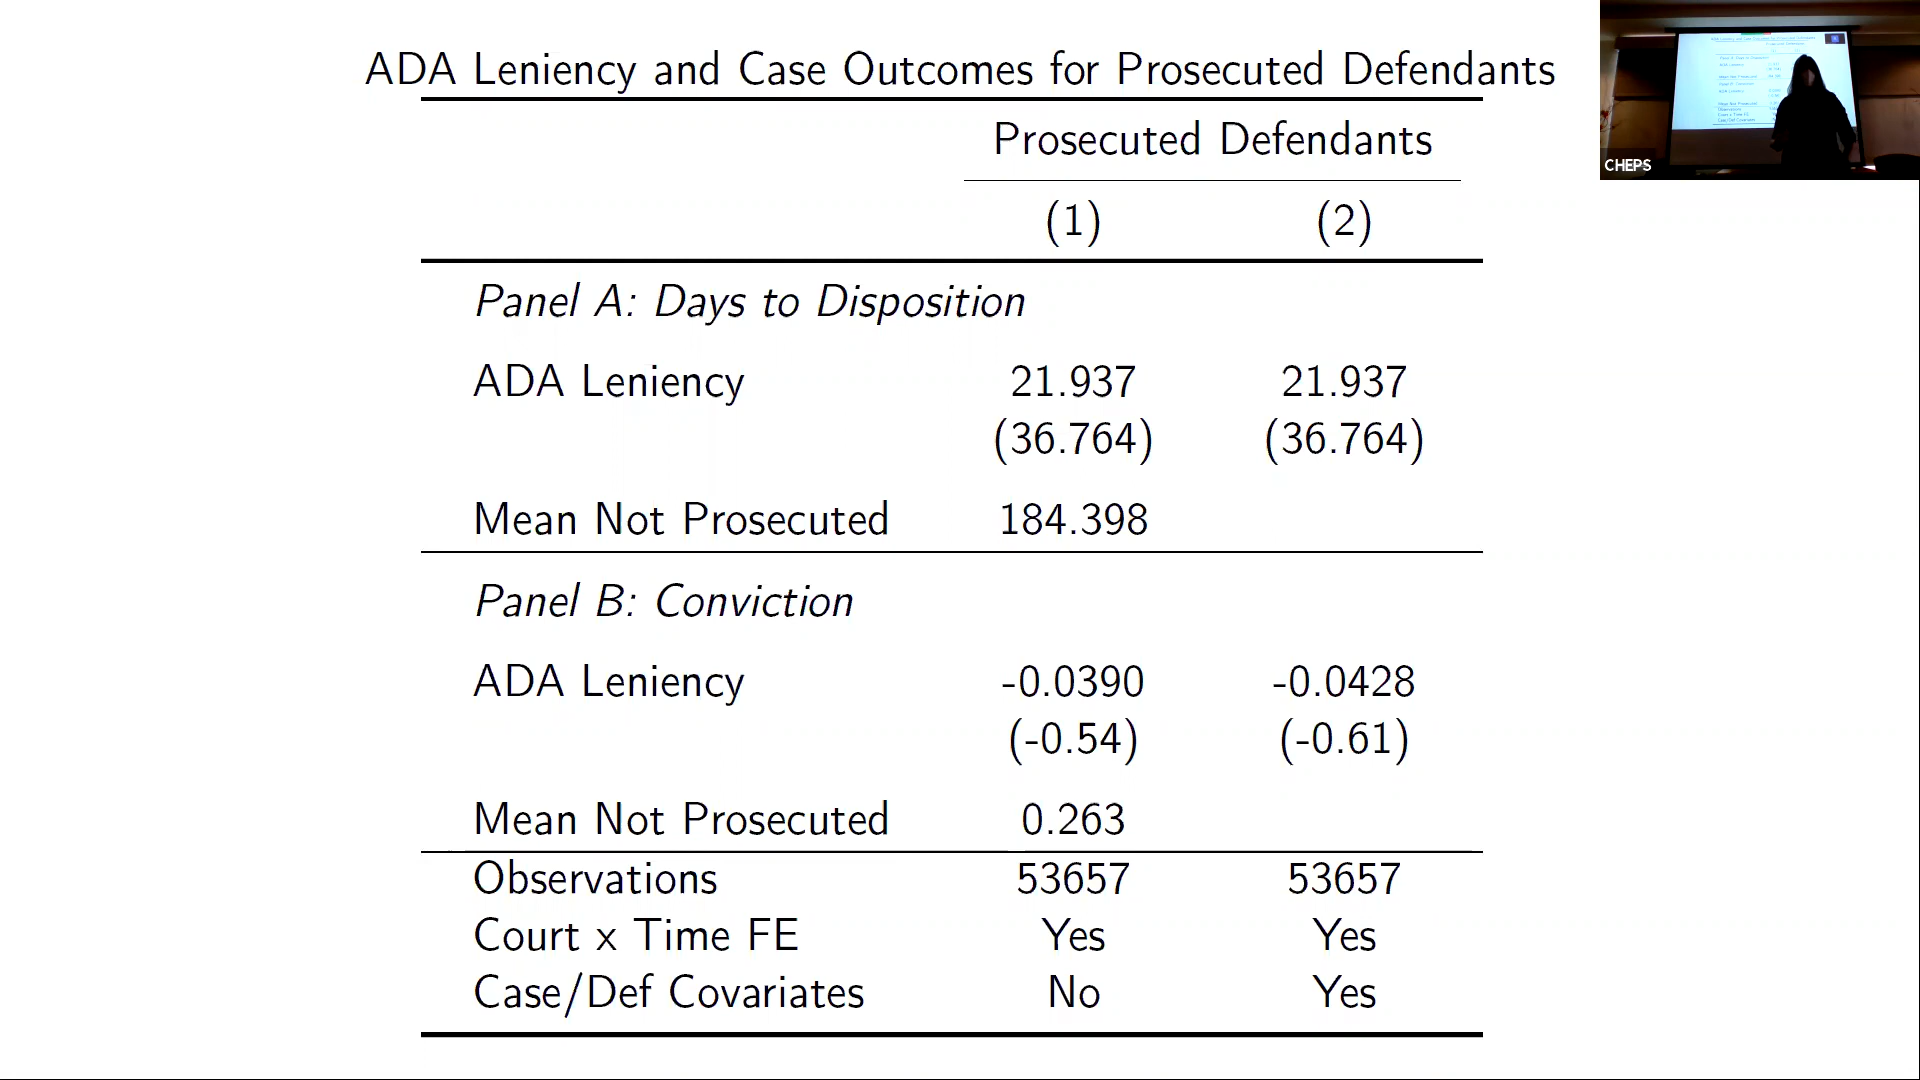 ADA Leniency and Case Outcomes for Prosecuted Defendants
Prosecuted Defendants
(1) (2)
Panel A: Days to Disposition
ADA Leniency 21.937 21.937
(36.764) (36.764)
Mean Not Prosecuted 184.398
Panel B: Conviction
ADA Leniency -0.0390 -0.0428
(-0.54) (-0.61)
Mean Not Prosecuted 0.263
Observations 53657 53657
Court x Time FE Yes Yes
Case/Def Covariates No Yes
CHEPS